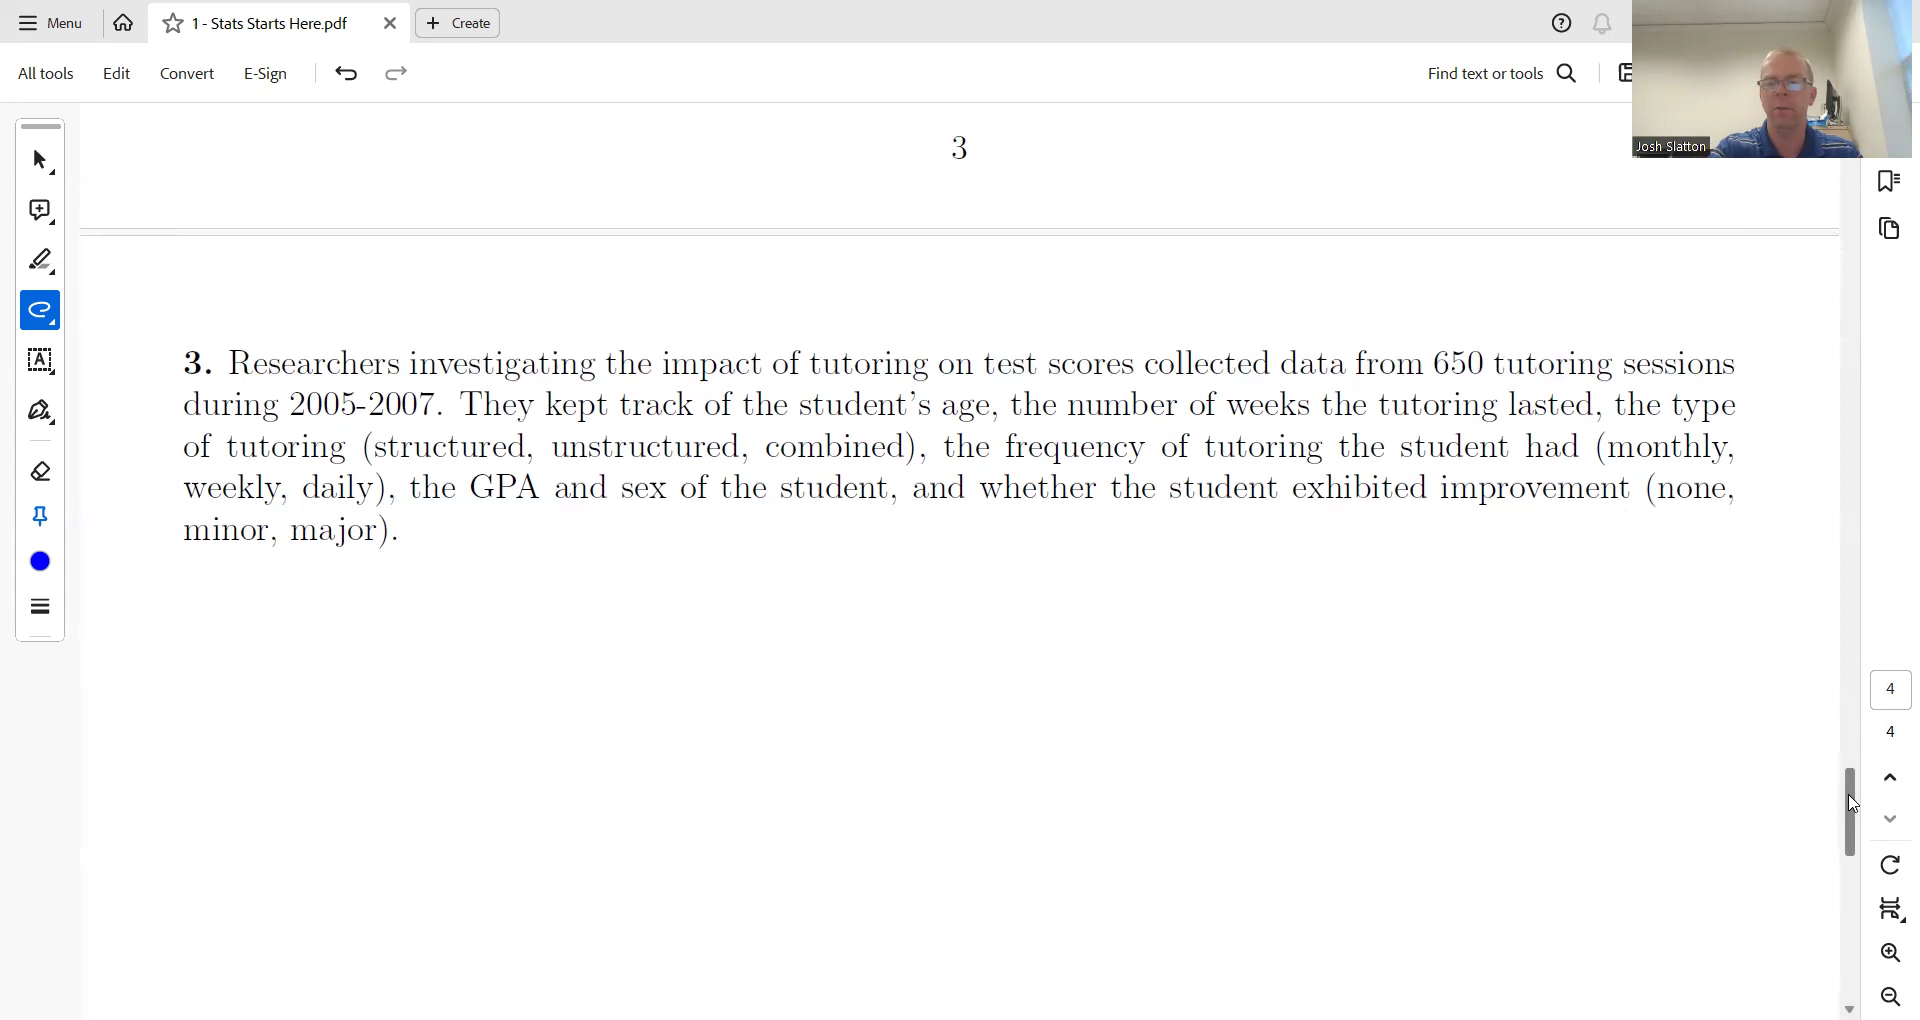 Menu
1 - Stats Starts Here.pdf
Create
All tools
Edit
Convert
E-Sign
Find text or tools
Josh Slatton
3
3. Researchers investigating the impact of tutoring on test scores collected data from 650 tutoring sessions
during 2005-2007. They kept track of the student's age, the number of weeks the tutoring lasted, the type
of tutoring (structured, unstructured, combined), the frequency of tutoring the student had (monthly,
weekly, daily), the GPA and sex of the student, and whether the student exhibited improvement (none,
minor, major).
4
4